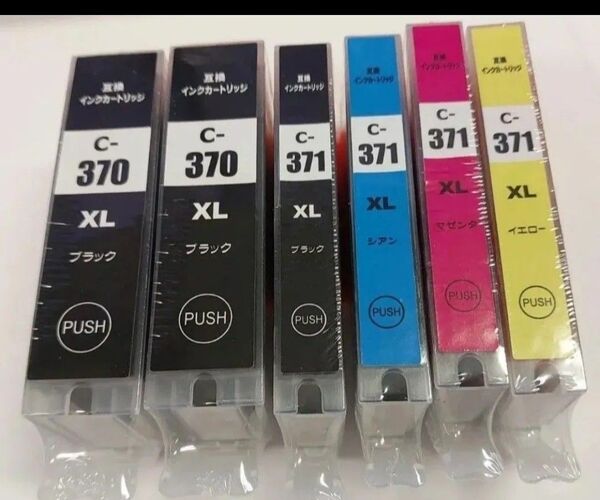 互換
インクカートリッジ
C-
370
XL
ブラック
PUSH
互換
インクカートリッジ
C-
370
XL
ブラック
PUSH
互換
インクカートリッジ
C-
371
XL
ブラック
PUSH
互換
インクカートリッジ
C-
371
XL
シアン
PUSH
互換
インクカートリッジ
C-
371
XL
マゼンタ
PUSH
互換
インクカートリッジ
C-
371
XL
イエロー
PUSH